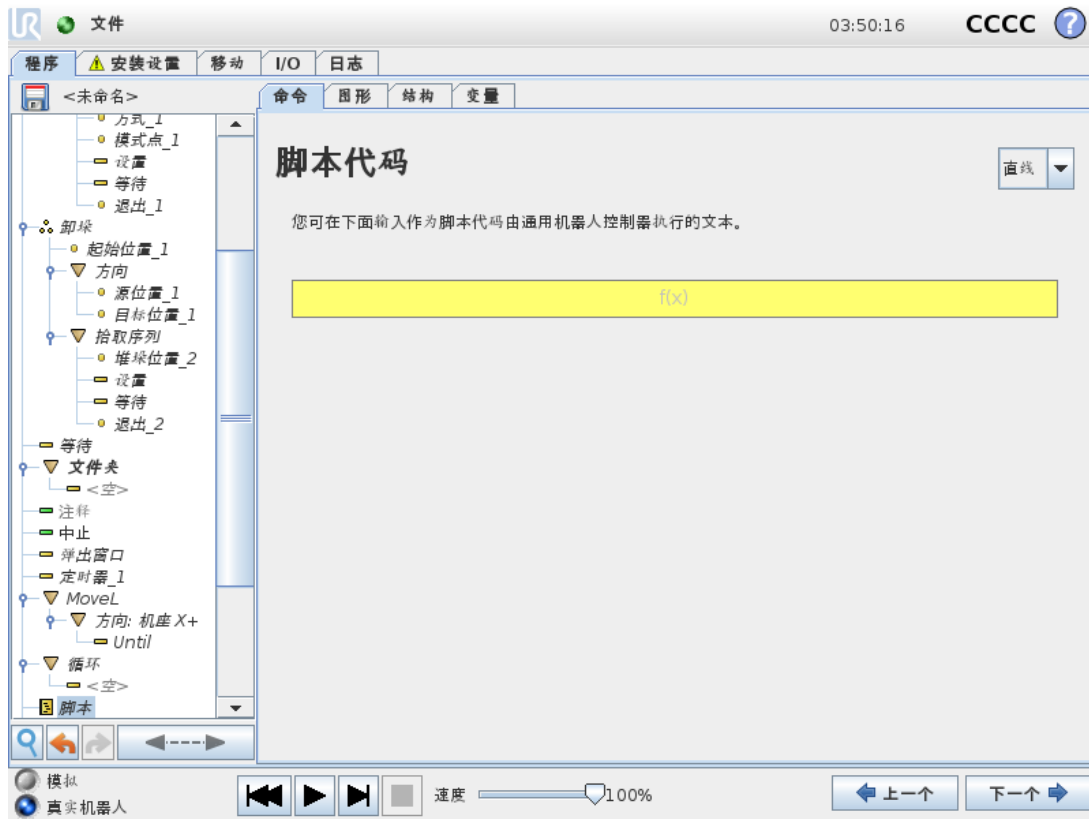 UR 文件 03:50:16 CCCC ?
程序 安装设置 移动 I/O 日志
<未命名> 命令 图形 结构 变量
方式_1
模式点_1
设置
等待
退出_1
卸垛
起始位置_1
方向
源位置_1
目标位置_1
拾取序列
堆垛位置_2
设置
等待
退出_2
等待
文件夹
<空>
注释
中止
弹出窗口
定时器_1
MoveL
方向: 机座 X+
Until
循环
<空>
脚本
脚本代码
直线
您可在下面输入作为脚本代码由通用机器人控制器执行的文本。
f(x)
模拟
真实机器人
速度 100%
上一个 下一个